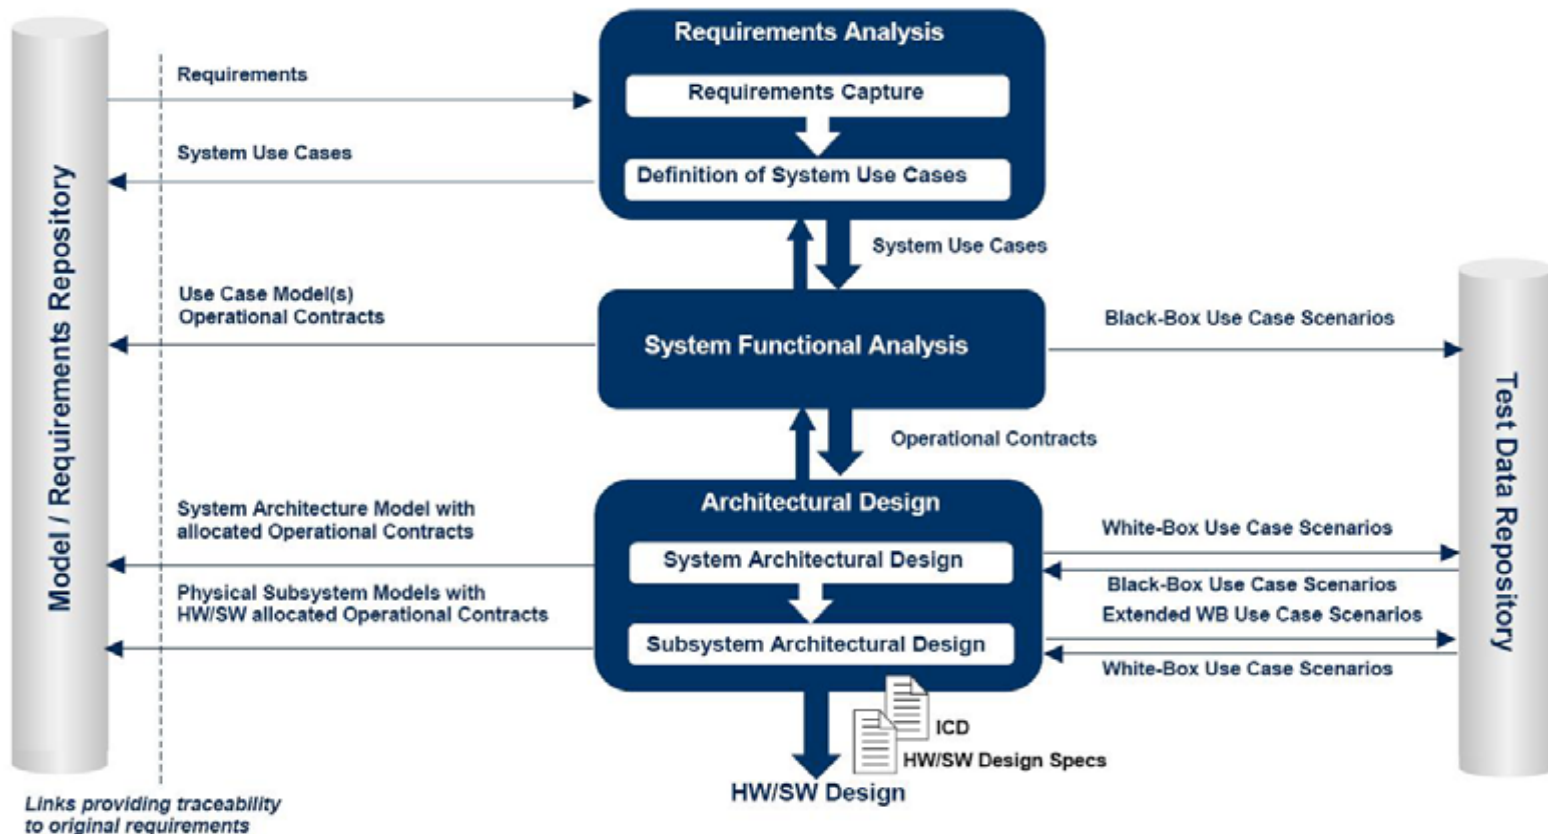 Requirements Analysis
Requirements Capture
Definition of System Use Cases
Requirements
System Use Cases
System Use Cases
Model / Requirements Repository
Use Case Model(s)
Operational Contracts
System Functional Analysis
Black-Box Use Case Scenarios
Test Data Repository
Operational Contracts
System Architecture Model with
allocated Operational Contracts
Physical Subsystem Models with
HW/SW allocated Operational Contracts
Architectural Design
System Architectural Design
Subsystem Architectural Design
White-Box Use Case Scenarios
Black-Box Use Case Scenarios
Extended WB Use Case Scenarios
White-Box Use Case Scenarios
ICD
HW/SW Design Specs
HW/SW Design
Links providing traceability
to original requirements